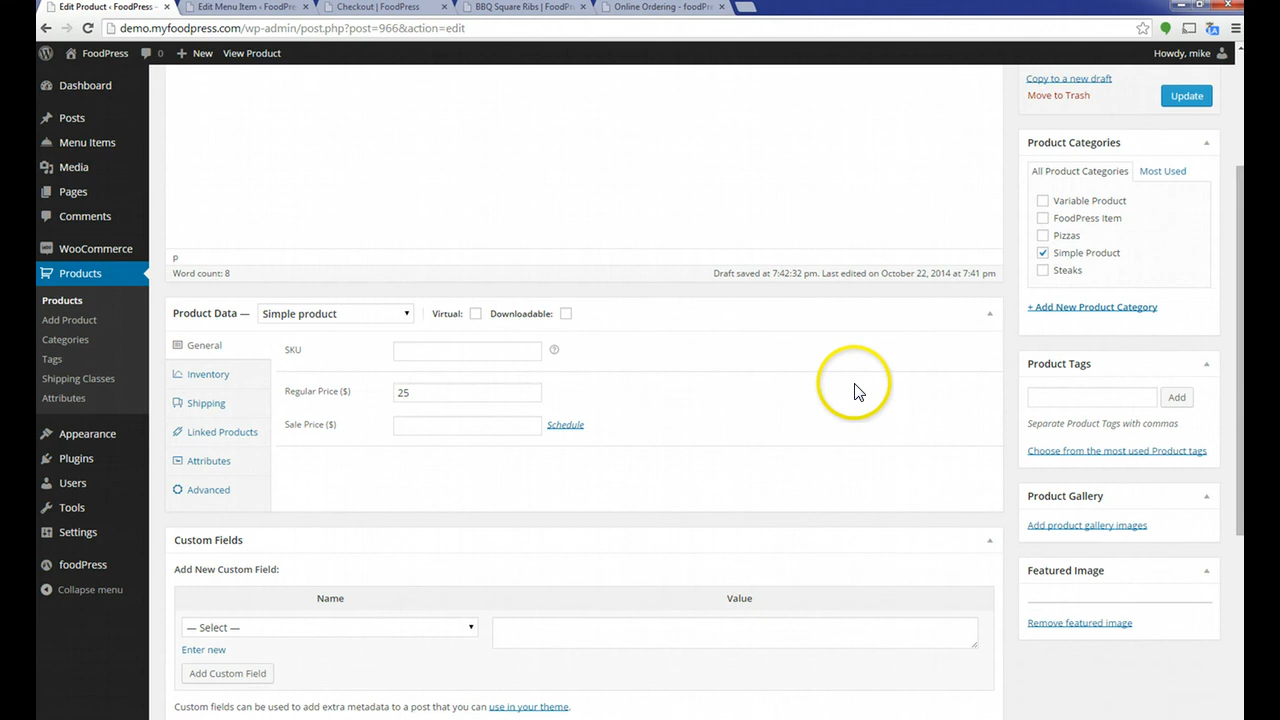 Edit Product ‹ FoodPress ‹
Edit Menu Item ‹ FoodPr
Checkout | FoodPress
BBQ Square Ribs | FoodPr
Online Ordering - foodPre
demo.myfoodpress.com/wp-admin/post.php?post=966&action=edit
FoodPress 0 New View Product Howdy, mike
Dashboard
Posts
Menu Items
Media
Pages
Comments
WooCommerce
Products
Products
Add Product
Categories
Tags
Shipping Classes
Attributes
Appearance
Plugins
Users
Tools
Settings
foodPress
Collapse menu
P
Word count: 8 Draft saved at 7:42:32 pm. Last edited on October 22, 2014 at 7:41 pm
Product Data — Simple product Virtual: Downloadable:
General
Inventory
Shipping
Linked Products
Attributes
Advanced
SKU
Regular Price ($) 25
Sale Price ($) Schedule
Custom Fields
Add New Custom Field:
Name Value
— Select —
Enter new
Add Custom Field
Custom fields can be used to add extra metadata to a post that you can use in your theme.
Copy to a new draft
Move to Trash Update
Product Categories
All Product Categories Most Used
Variable Product
FoodPress Item
Pizzas
Simple Product
Steaks
+ Add New Product Category
Product Tags
Add
Separate Product Tags with commas
Choose from the most used Product tags
Product Gallery
Add product gallery images
Featured Image
Remove featured image